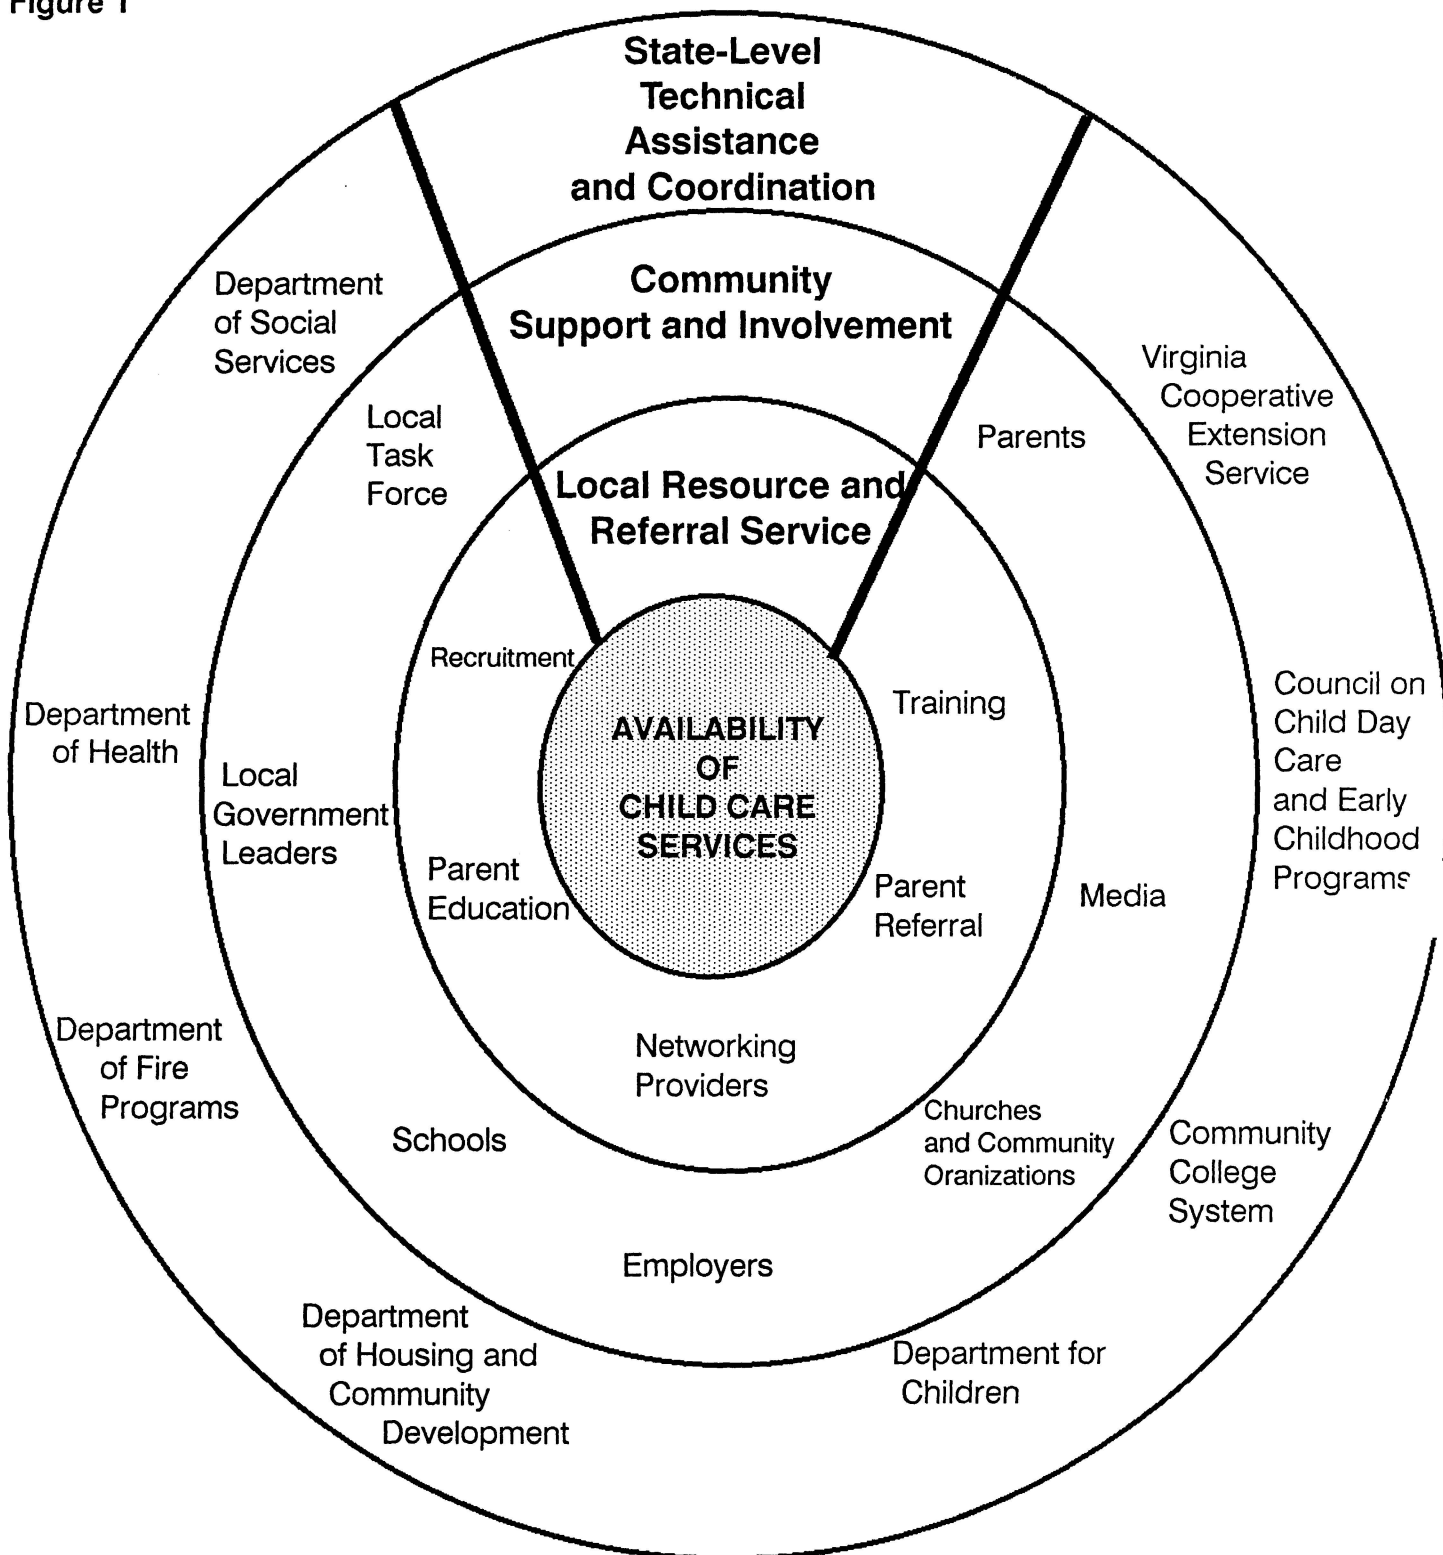 Figure 1
State-Level
Technical
Assistance
and Coordination
Community
Support and Involvement
Local Resource and
Referral Service
AVAILABILITY
OF
CHILD CARE
SERVICES
Recruitment
Training
Parent
Education
Parent
Referral
Networking
Providers
Local
Task
Force
Parents
Local
Government
Leaders
Media
Schools
Churches
and Community
Oranizations
Employers
Department
of Social
Services
Virginia
Cooperative
Extension
Service
Department
of Health
Council on
Child Day
Care
and Early
Childhood
Programs
Department
of Fire
Programs
Community
College
System
Department
of Housing and
Community
Development
Department for
Children